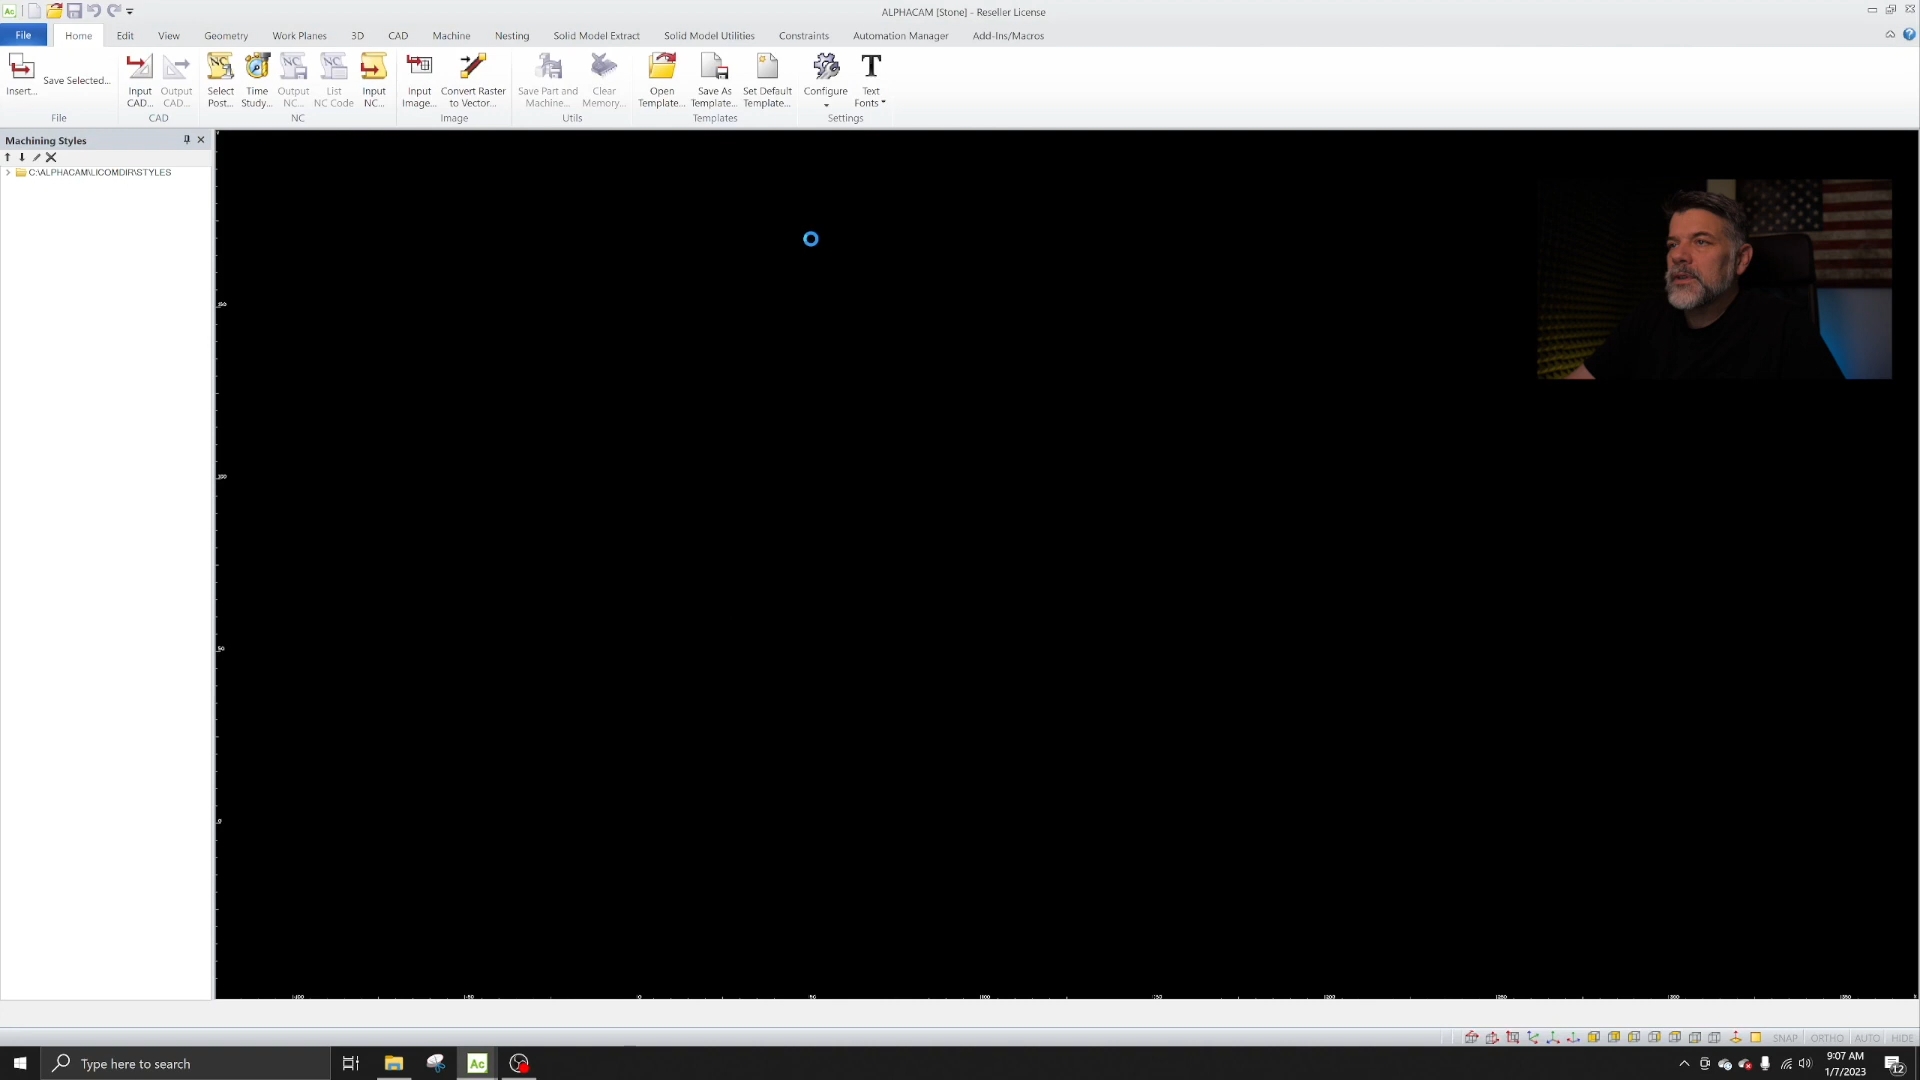 ALPHACAM [Stone] - Reseller License
File Home Edit View Geometry Work Planes 3D CAD Machine Nesting Solid Model Extract Solid Model Utilities Constraints Automation Manager Add-Ins/Macros
Insert...
Save Selected...
Input CAD...
Output CAD...
Select Post...
Time Study...
Output NC...
List NC Code
Input NC...
Input Image...
Convert Raster to Vector...
Save Part and Machine...
Clear Memory...
Open Template...
Save As Template...
Set Default Template...
Configure
Text Fonts
File CAD NC Image Utils Templates Settings
Machining Styles
C:\ALPHACAM\LICOMDIR\STYLES
SNAP ORTHO AUTO HIDE
Type here to search
Ac
9:07 AM
1/7/2023
12